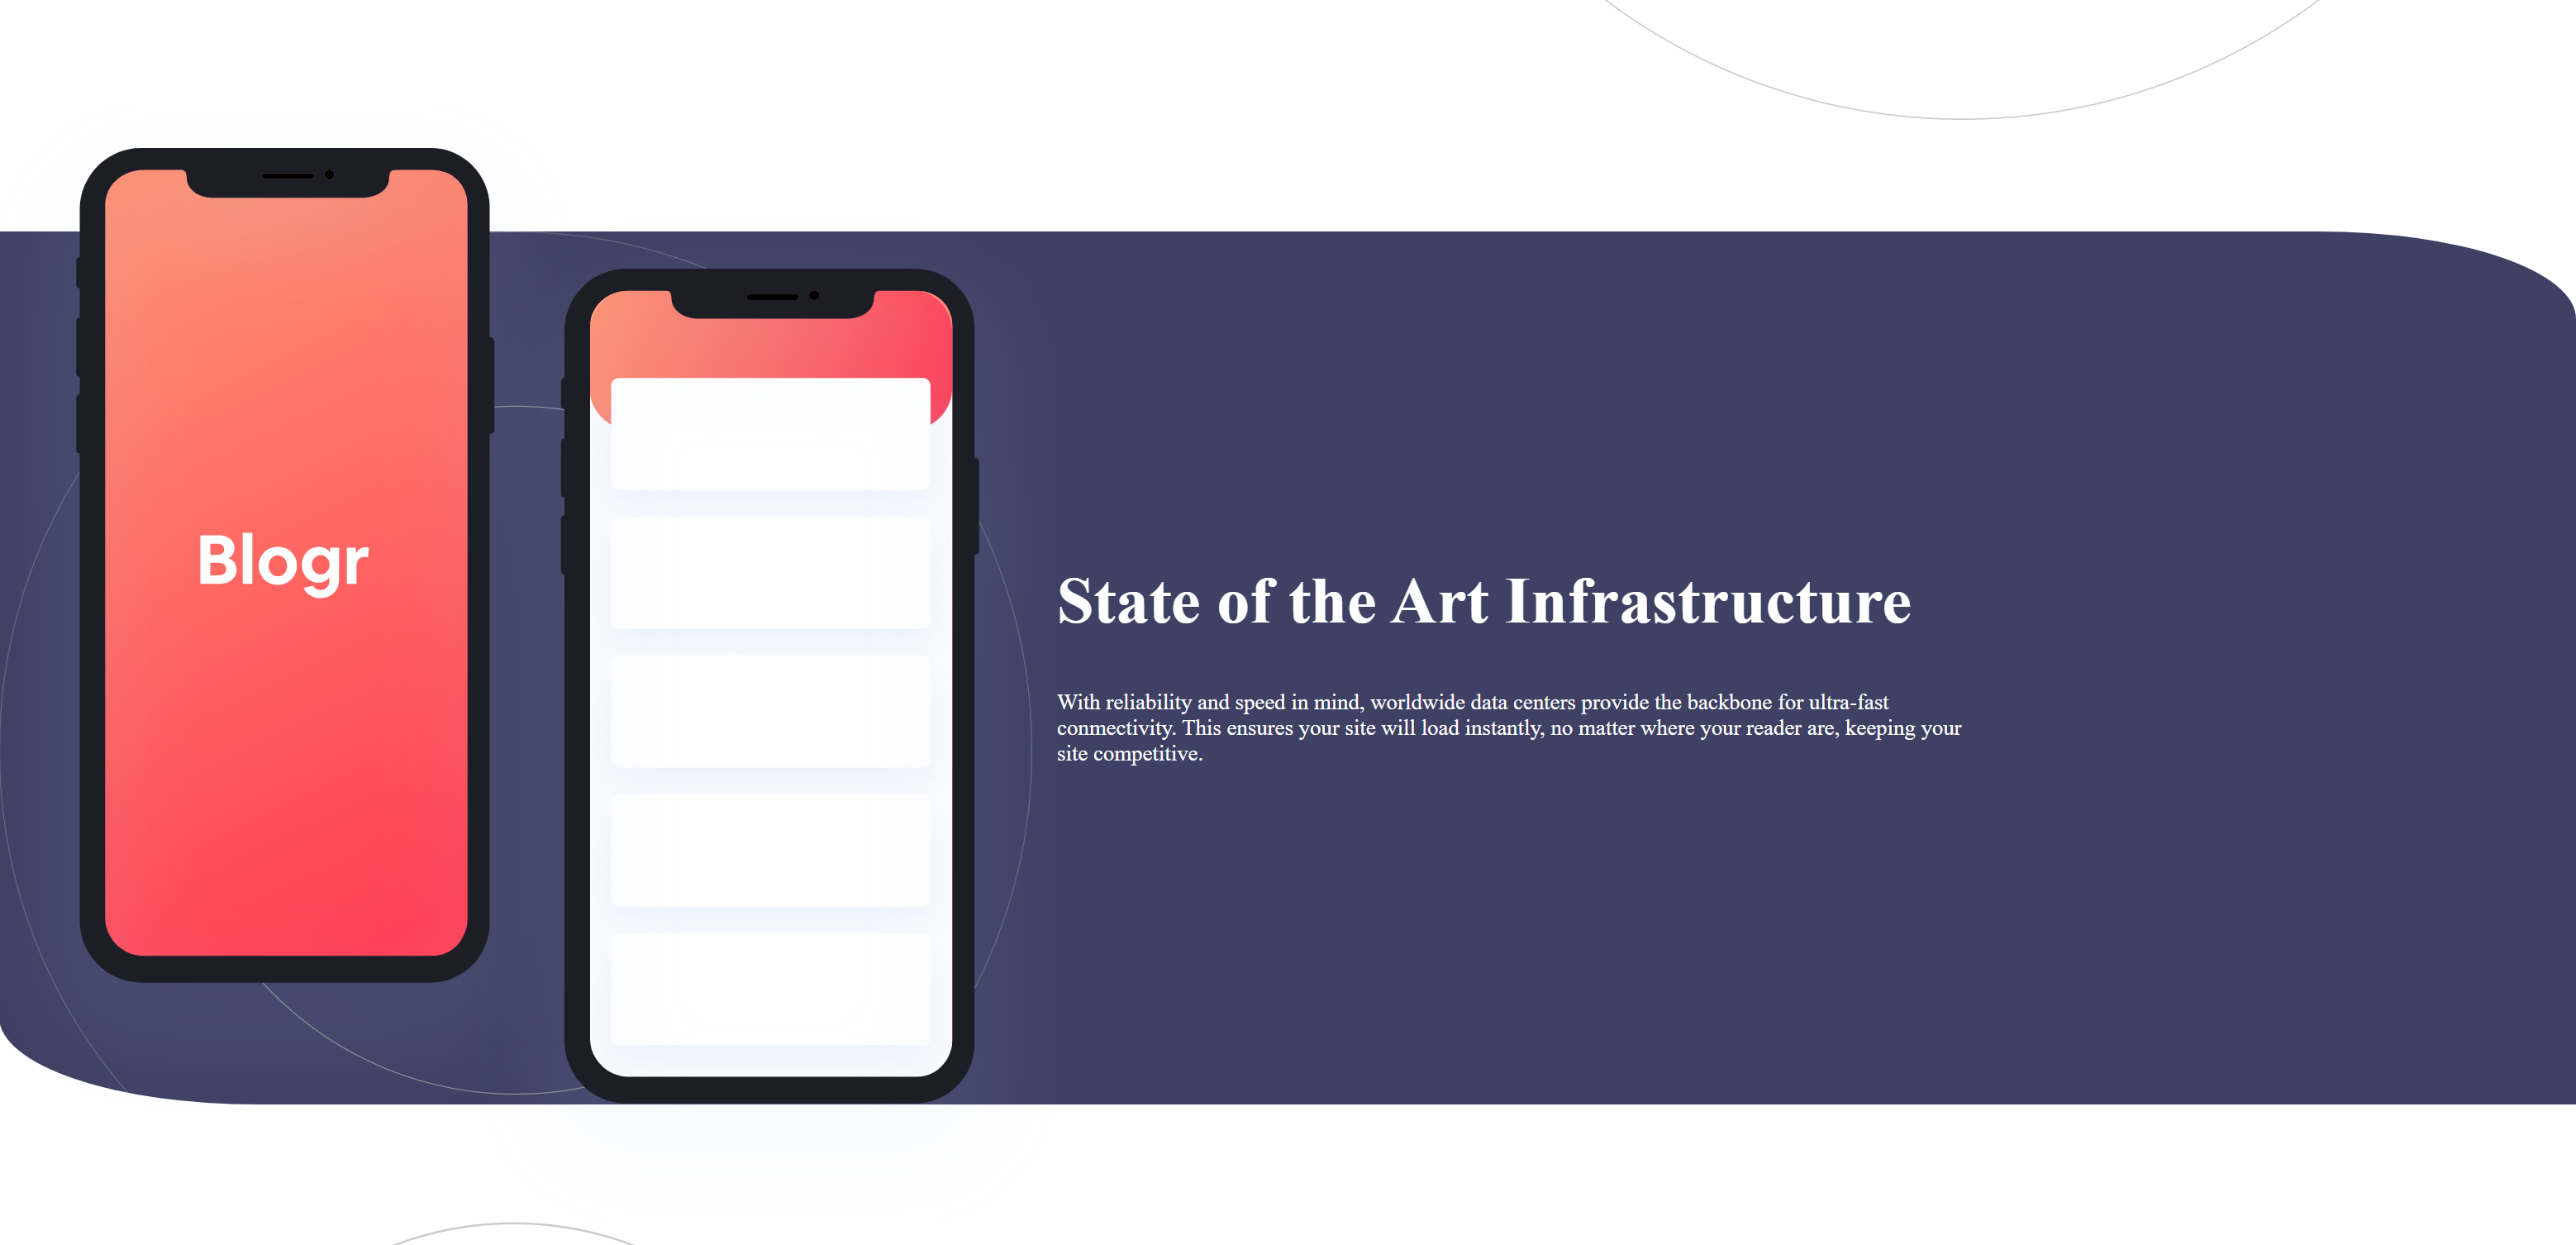 Blogr
State of the Art Infrastructure
With reliability and speed in mind, worldwide data centers provide the backbone for ultra-fast
conmectivity. This ensures your site will load instantly, no matter where your reader are, keeping your
site competitive.